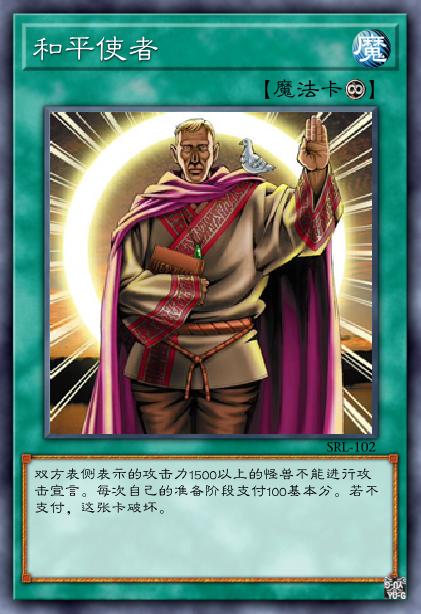 和平使者
魔
【魔法卡】
SRL-102
双方表侧表示的攻击力1500以上的怪兽不能进行攻
击宣言。每次自己的准备阶段支付100基本分。若不
支付，这张卡破坏。